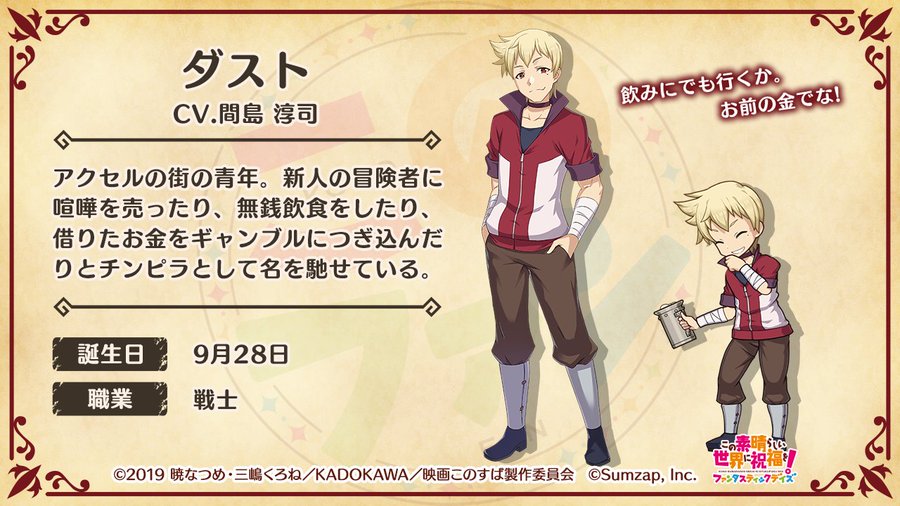 ダスト
CV.間島 淳司
アクセルの街の青年。新人の冒険者に
喧嘩を売ったり、無銭飲食をしたり、
借りたお金をギャンブルにつぎ込んだ
りとチンピラとして名を馳せている。
誕生日 9月28日
職業 戦士
飲みにでも行くか。
お前の金でな!
この素晴らしい
世界に祝福を!
ファンタスティックデイズ
©2019 暁なつめ・三嶋くろね/KADOKAWA/映画このすば製作委員会 ©Sumzap, Inc.